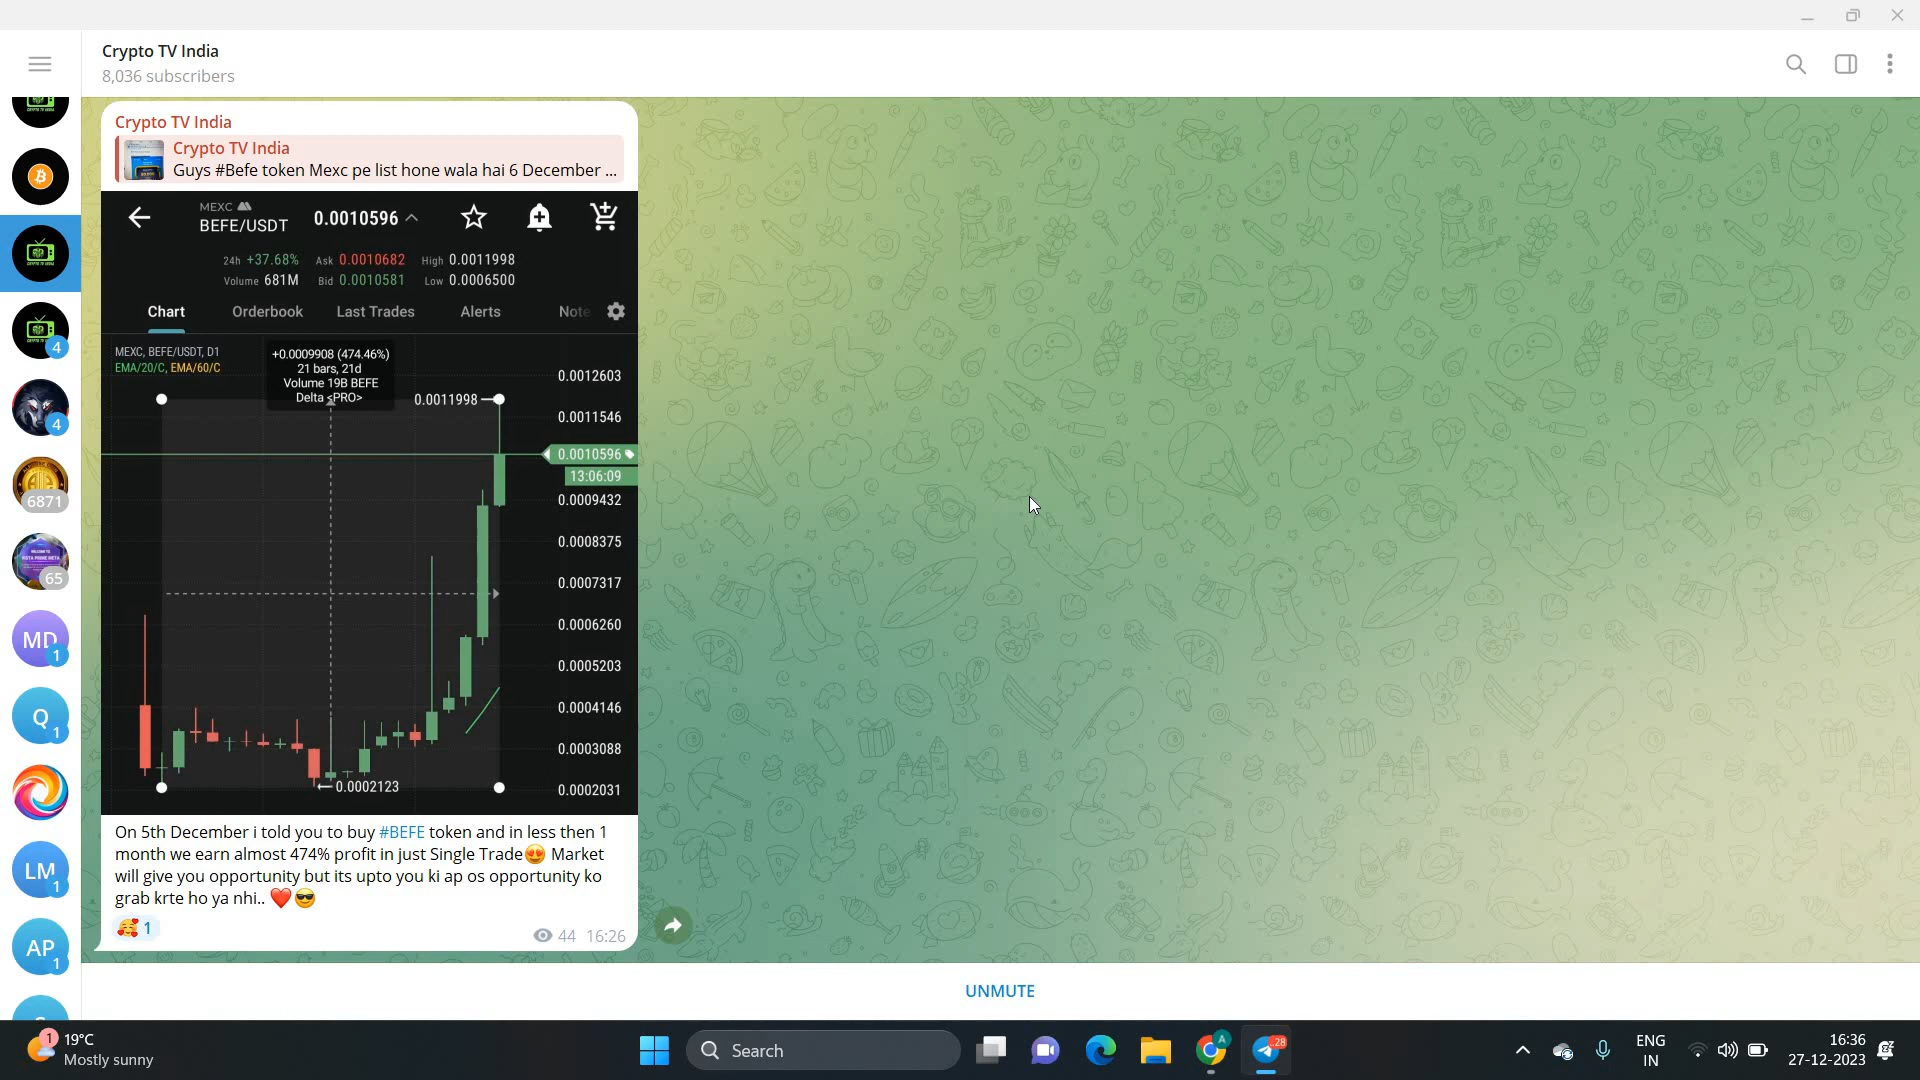 Crypto TV India
8,036 subscribers
Crypto TV India
Crypto TV India
Guys #Befe token Mexc pe list hone wala hai 6 December ...
MEXC
BEFE/USDT
0.0010596
24h +37.68% Ask 0.0010682 High 0.0011998
Volume 681M Bid 0.0010581 Low 0.0006500
Chart Orderbook Last Trades Alerts Note
MEXC, BEFE/USDT, D1
EMA/20/C, EMA/60/C
+0.0009908 (474.46%)
21 bars, 21d
Volume 19B BEFE
Delta <PRO>
0.0011998
0.0012603
0.0011546
0.0010596
13:06:09
0.0009432
0.0008375
0.0007317
0.0006260
0.0005203
0.0004146
0.0003088
0.0002031
0.0002123
On 5th December i told you to buy #BEFE token and in less then 1
month we earn almost 474% profit in just Single Trade😍 Market
will give you opportunity but its upto you ki ap os opportunity ko
grab krte ho ya nhi.. ❤️😎
🥰 1
44 16:26
UNMUTE
4
4
6871
65
MD
1
Q
1
LM
1
AP
1
1
19°C
Mostly sunny
Search
A
28
ENG
IN
16:36
27-12-2023